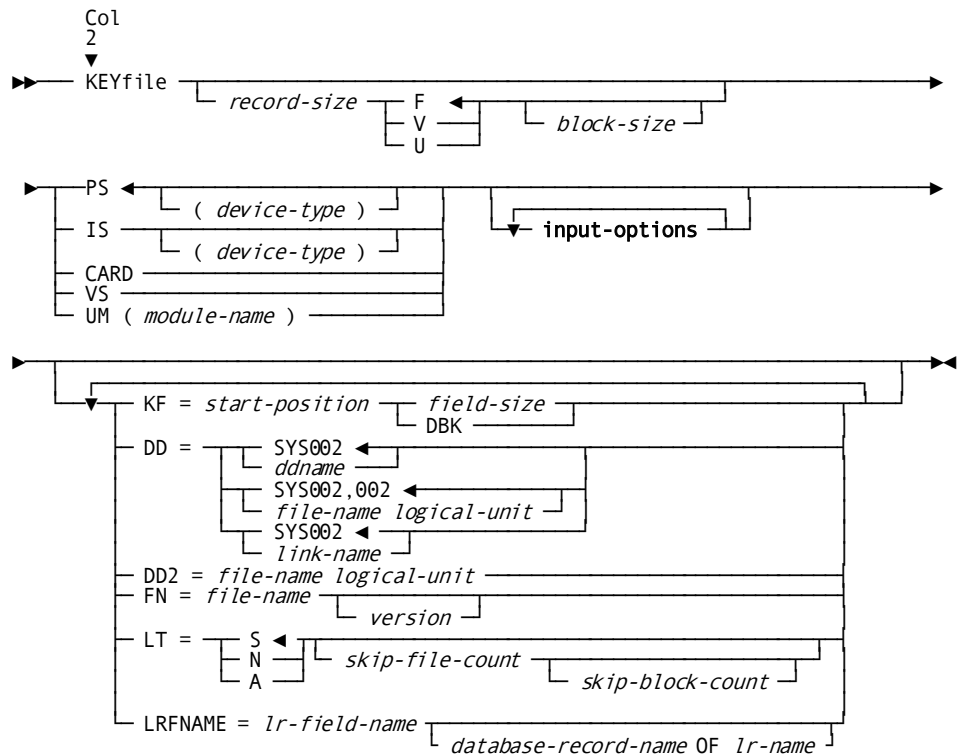 Col
2
KEYfile
record-size F
V block-size
U
PS
( device-type ) input-options
IS
( device-type )
CARD
VS
UM ( module-name )
KF = start-position field-size
DBK
DD = SYS002
ddname
SYS002,002
file-name logical-unit
SYS002
link-name
DD2 = file-name logical-unit
FN = file-name
version
LT = S
N skip-file-count
A skip-block-count
LRFNAME = lr-field-name
database-record-name OF lr-name